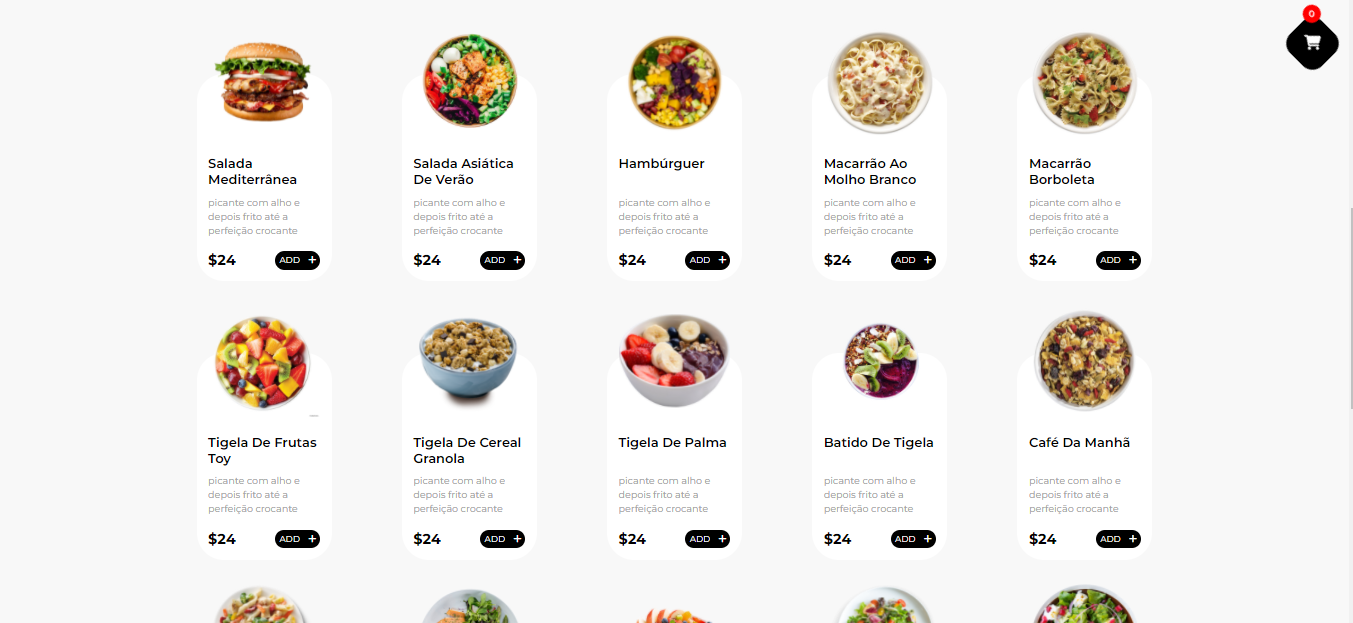 0
Salada
Mediterrânea
picante com alho e
depois frito até a
perfeição crocante
$24
ADD +
Salada Asiática
De Verão
picante com alho e
depois frito até a
perfeição crocante
$24
ADD +
Hambúrguer
picante com alho e
depois frito até a
perfeição crocante
$24
ADD +
Macarrão Ao
Molho Branco
picante com alho e
depois frito até a
perfeição crocante
$24
ADD +
Macarrão
Borboleta
picante com alho e
depois frito até a
perfeição crocante
$24
ADD +
Tigela De Frutas
Toy
picante com alho e
depois frito até a
perfeição crocante
$24
ADD +
Tigela De Cereal
Granola
picante com alho e
depois frito até a
perfeição crocante
$24
ADD +
Tigela De Palma
picante com alho e
depois frito até a
perfeição crocante
$24
ADD +
Batido De Tigela
picante com alho e
depois frito até a
perfeição crocante
$24
ADD +
Café Da Manhã
picante com alho e
depois frito até a
perfeição crocante
$24
ADD +